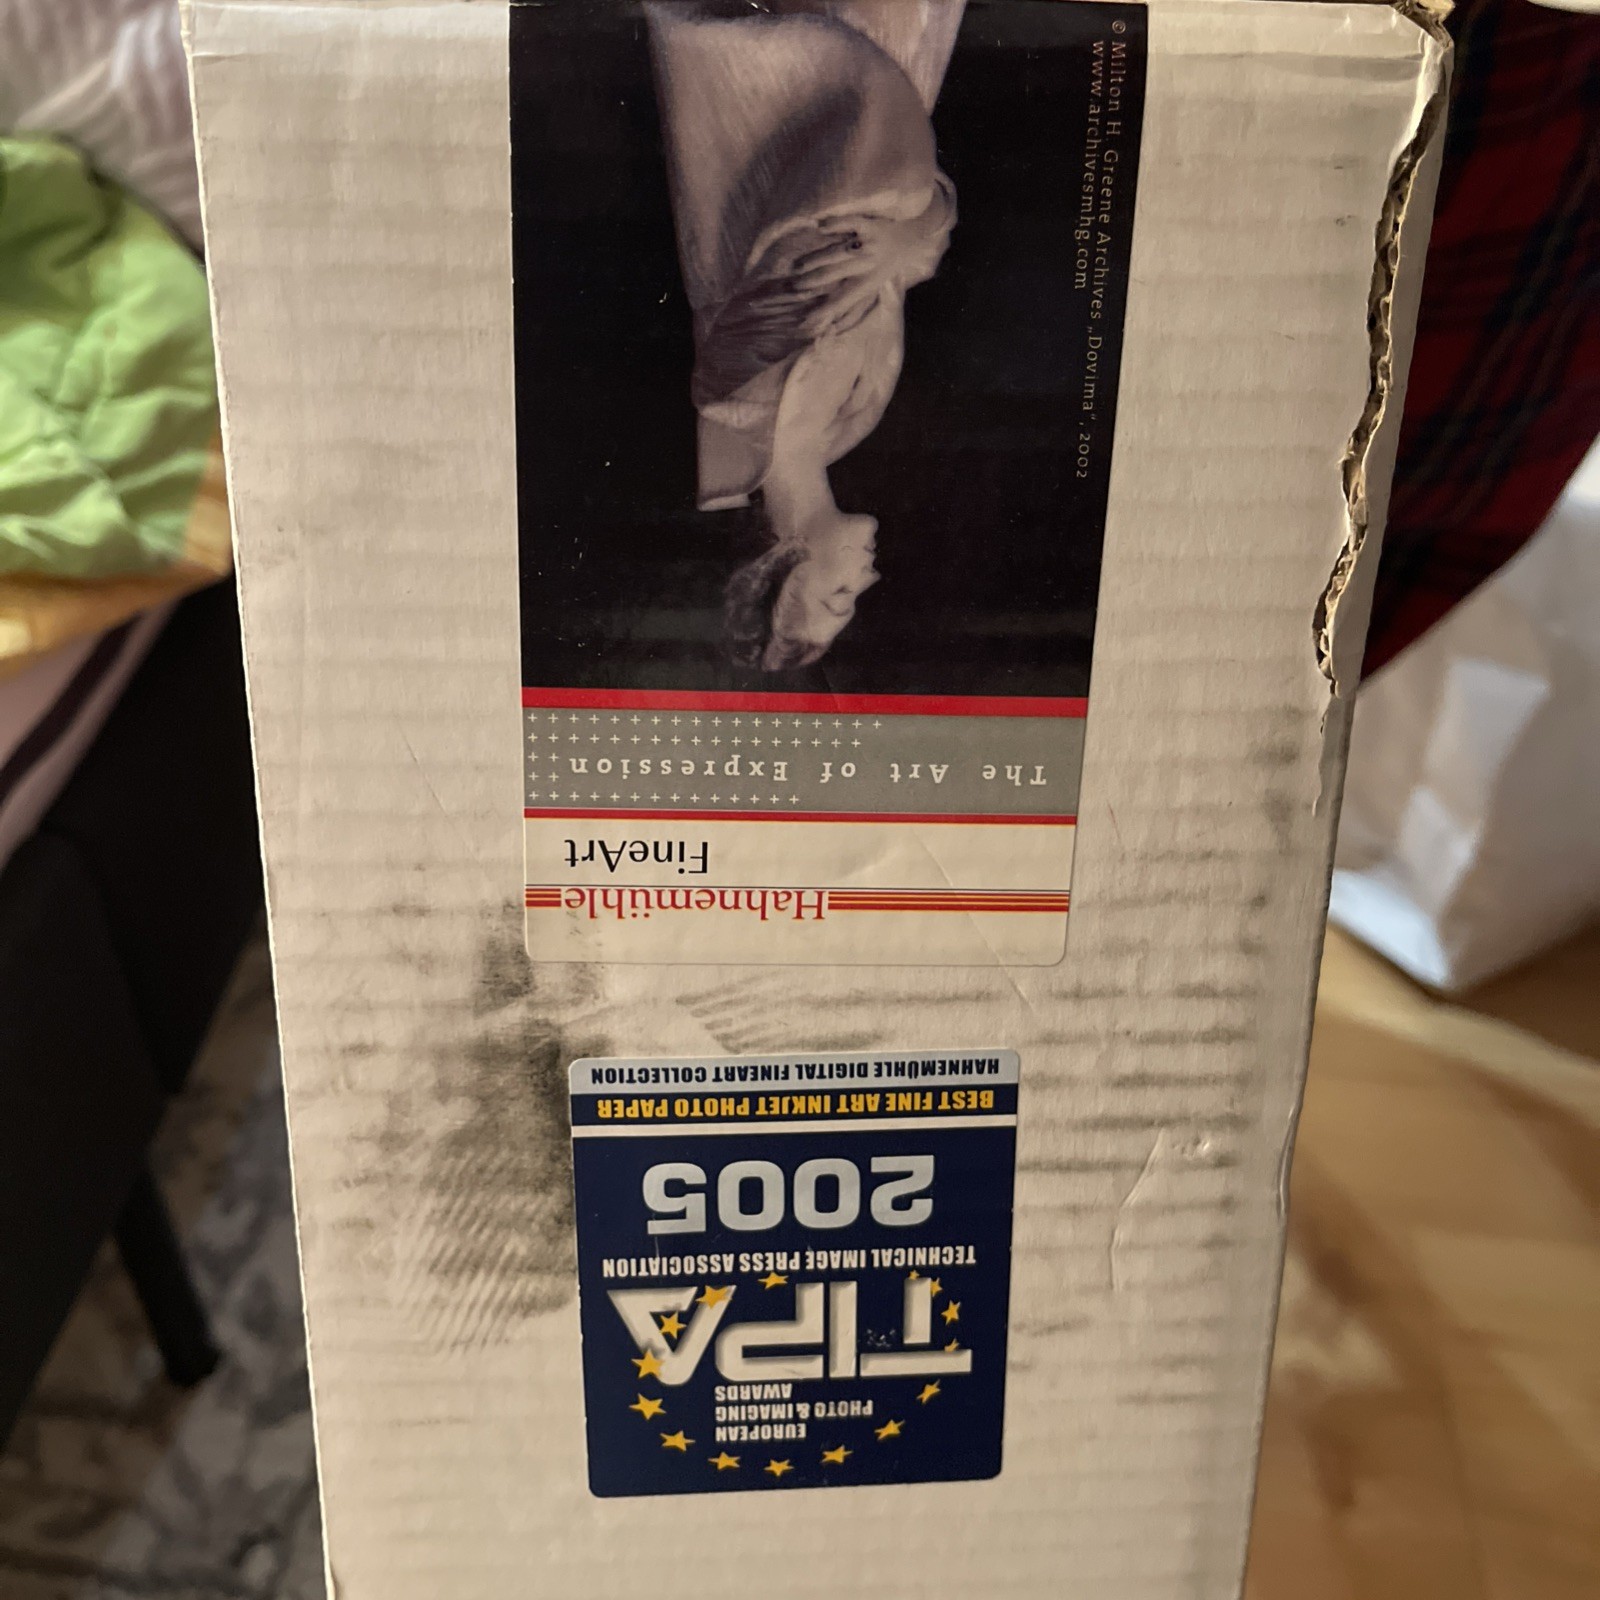 EUROPEAN
PHOTO & IMAGING
AWARDS
TIPA
TECHNICAL IMAGE PRESS ASSOCIATION
2005
BEST FINE ART INKJET PHOTO PAPER
HAHNEMÜHLE DIGITAL FINEART COLLECTION
Hahnemühle
FineArt
The Art of Expression
© Milton H. Greene Archives „Dovima“, 2002
www.archivesmhg.com